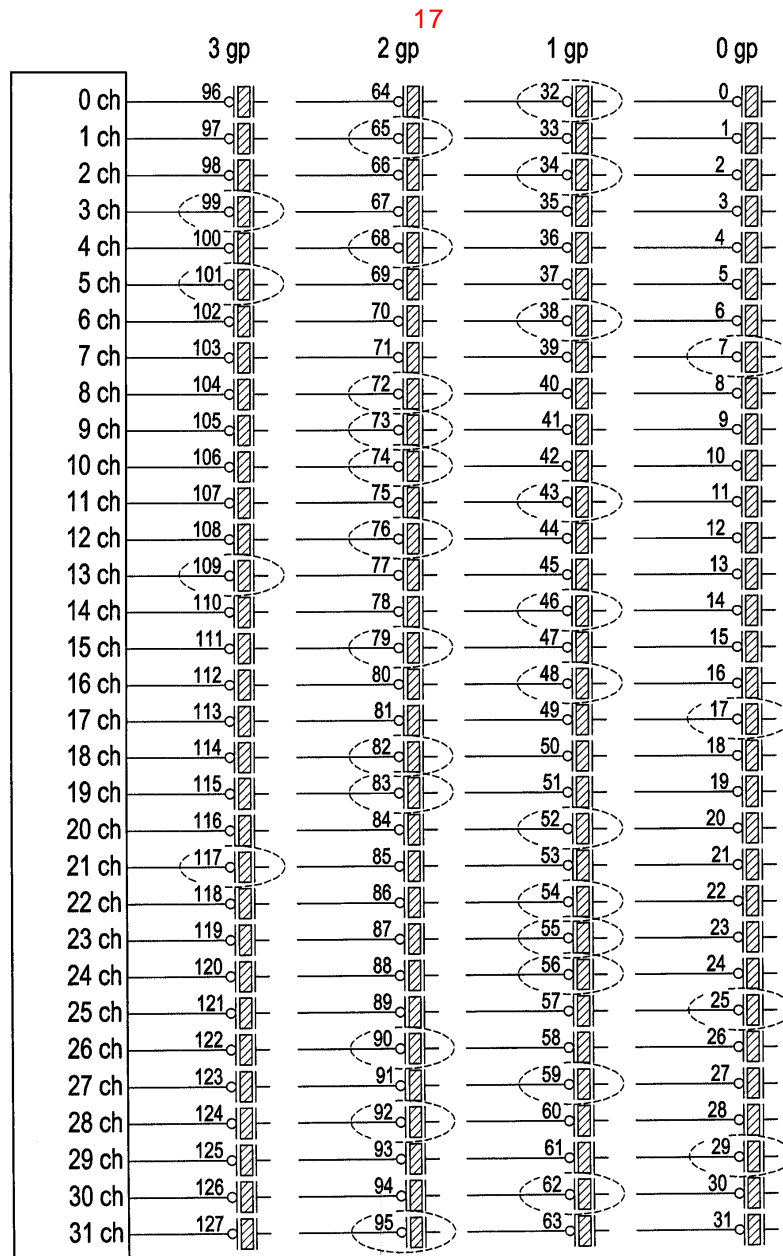 17
3 gp 2 gp 1 gp 0 gp
0 ch 96 64 32 0
1 ch 97 65 33 1
2 ch 98 66 34 2
3 ch 99 67 35 3
4 ch 100 68 36 4
5 ch 101 69 37 5
6 ch 102 70 38 6
7 ch 103 71 39 7
8 ch 104 72 40 8
9 ch 105 73 41 9
10 ch 106 74 42 10
11 ch 107 75 43 11
12 ch 108 76 44 12
13 ch 109 77 45 13
14 ch 110 78 46 14
15 ch 111 79 47 15
16 ch 112 80 48 16
17 ch 113 81 49 17
18 ch 114 82 50 18
19 ch 115 83 51 19
20 ch 116 84 52 20
21 ch 117 85 53 21
22 ch 118 86 54 22
23 ch 119 87 55 23
24 ch 120 88 56 24
25 ch 121 89 57 25
26 ch 122 90 58 26
27 ch 123 91 59 27
28 ch 124 92 60 28
29 ch 125 93 61 29
30 ch 126 94 62 30
31 ch 127 95 63 31